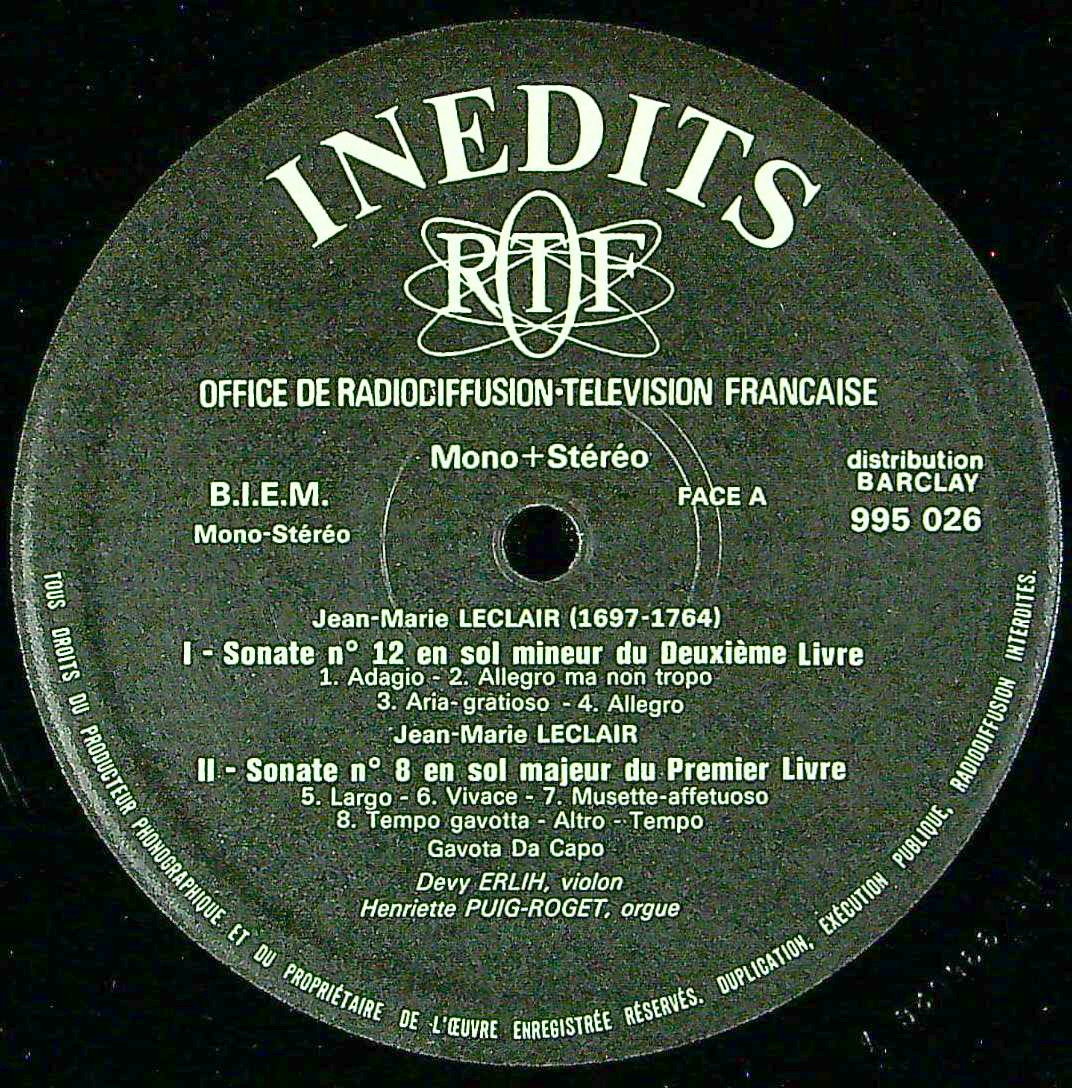 INEDITS
ORTF
OFFICE DE RADIODIFFUSION-TELEVISION FRANCAISE
Mono+Stéréo
B.I.E.M.
Mono-Stéréo
FACE A
distribution
BARCLAY
995 026
Jean-Marie LECLAIR (1697-1764)
I - Sonate n° 12 en sol mineur du Deuxième Livre
1. Adagio - 2. Allegro ma non tropo
3. Aria-gratioso - 4. Allegro
Jean-Marie LECLAIR
II - Sonate n° 8 en sol majeur du Premier Livre
5. Largo - 6. Vivace - 7. Musette-affetuoso
8. Tempo gavotta - Altro - Tempo
Gavota Da Capo
Devy ERLIH, violon
Henriette PUIG-ROGET, orgue
TOUS DROITS DU PRODUCTEUR PHONOGRAPHIQUE ET DU PROPRIÉTAIRE DE L'ŒUVRE ENREGISTRÉE RÉSERVÉS. DUPLICATION, EXÉCUTION PUBLIQUE, RADIODIFFUSION INTERDITES.